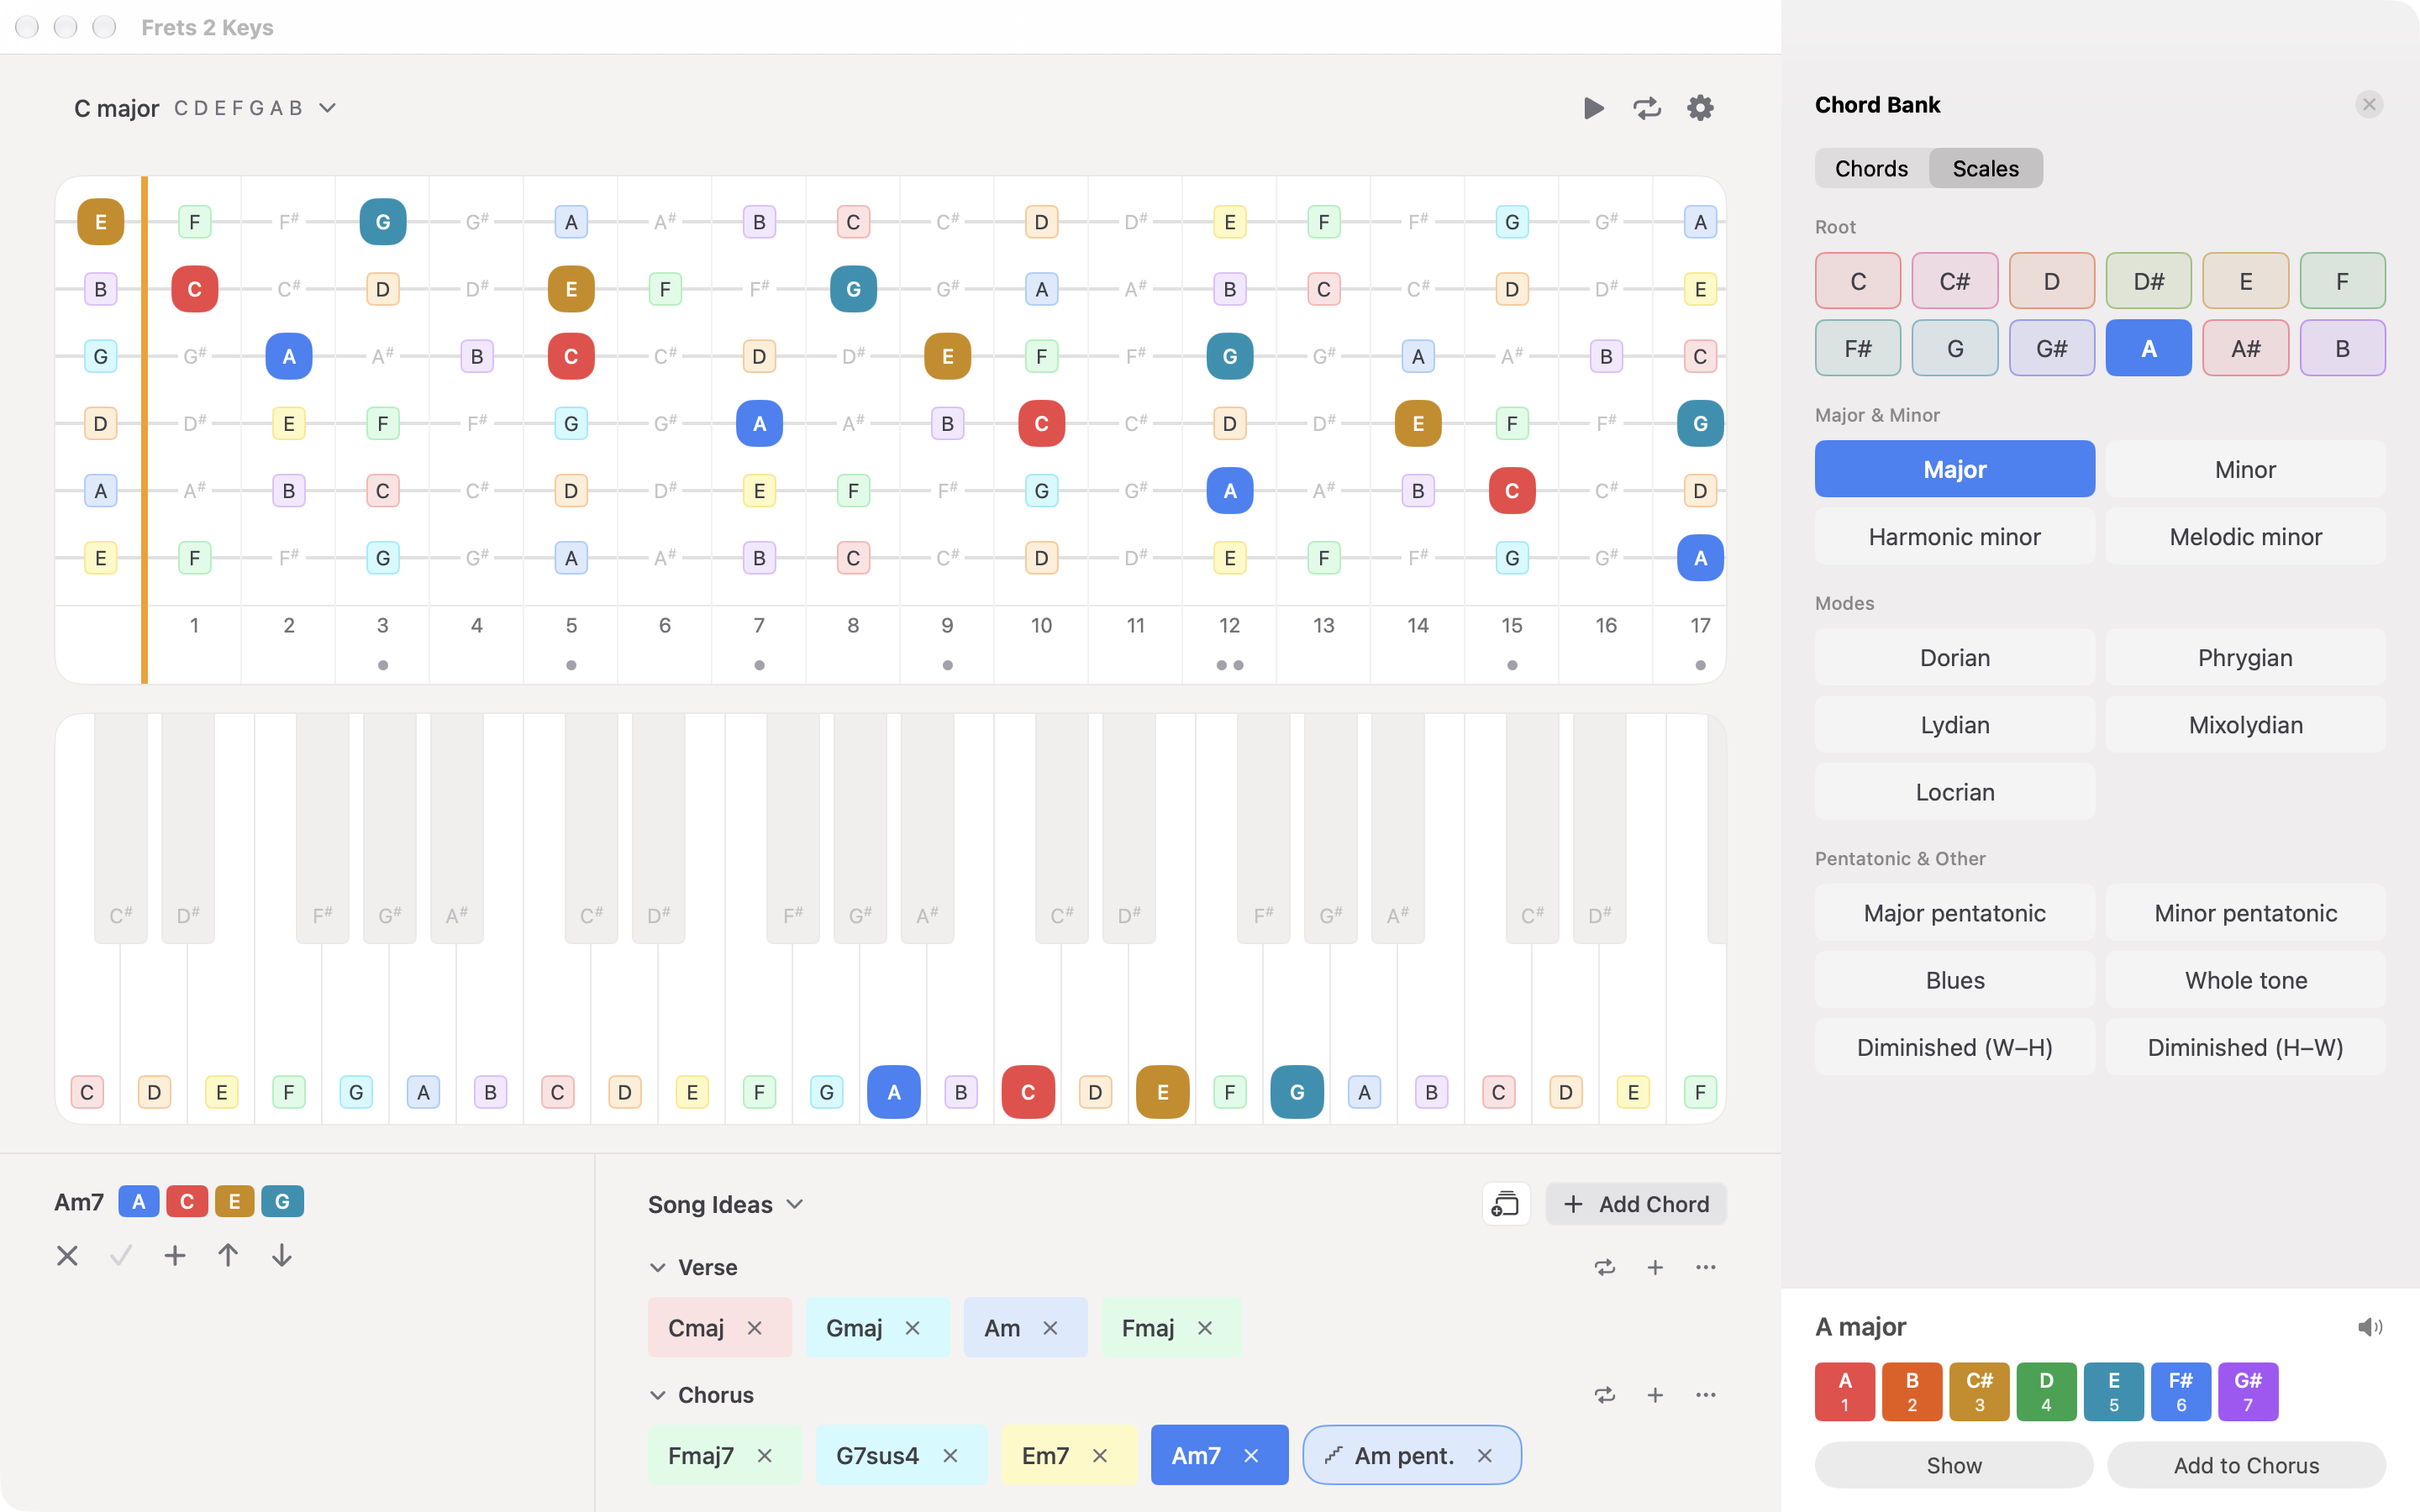 Frets 2 Keys
C major C D E F G A B
E F F# G G# A A# B C C# D D# E F F# G G# A
B C C# D D# E F F# G G# A A# B C C# D D# E
G G# A A# B C C# D D# E F F# G G# A A# B C
D D# E F F# G G# A A# B C C# D D# E F F# G
A A# B C C# D D# E F F# G G# A A# B C C# D
E F F# G G# A A# B C C# D D# E F F# G G# A
1 2 3 4 5 6 7 8 9 10 11 12 13 14 15 16 17
C# D# F# G# A# C# D# F# G# A# C# D# F# G# A# C# D#
C D E F G A B C D E F G A B C D E F G A B C D E F
Am7 A C E G
Song Ideas
Add Chord
Verse
Cmaj Gmaj Am Fmaj
Chorus
Fmaj7 G7sus4 Em7 Am7 Am pent.
Chord Bank
Chords Scales
Root
C C# D D# E F
F# G G# A A# B
Major & Minor
Major Minor
Harmonic minor Melodic minor
Modes
Dorian Phrygian
Lydian Mixolydian
Locrian
Pentatonic & Other
Major pentatonic Minor pentatonic
Blues Whole tone
Diminished (W–H) Diminished (H–W)
A major
A B C# D E F# G#
1 2 3 4 5 6 7
Show Add to Chorus